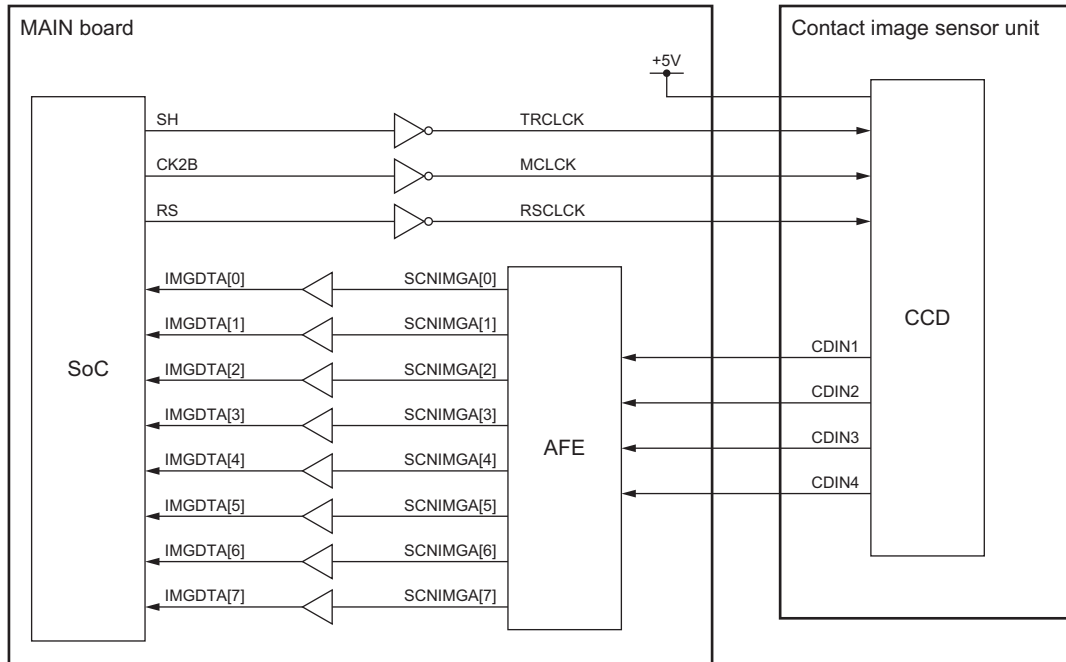 MAIN board
Contact image sensor unit
+5V
SH
TRCLCK
CK2B
MCLCK
RS
RSCLCK
IMGDTA[0]
SCNIMGA[0]
IMGDTA[1]
SCNIMGA[1]
IMGDTA[2]
SCNIMGA[2]
IMGDTA[3]
SCNIMGA[3]
IMGDTA[4]
SCNIMGA[4]
IMGDTA[5]
SCNIMGA[5]
IMGDTA[6]
SCNIMGA[6]
IMGDTA[7]
SCNIMGA[7]
SoC
AFE
CDIN1
CDIN2
CDIN3
CDIN4
CCD